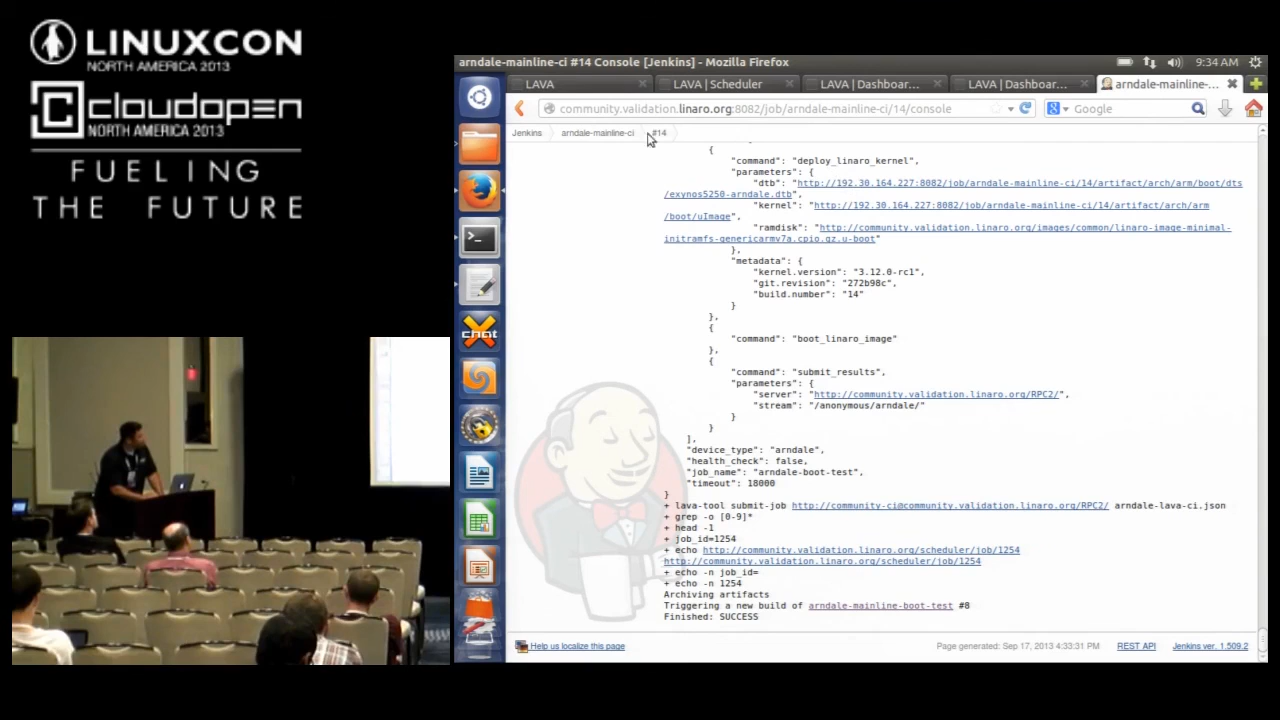 LINUXCON
NORTH AMERICA 2013
cloudopen
NORTH AMERICA 2013
FUELING
THE FUTURE
arndale-mainline-ci #14 Console [Jenkins] - Mozilla Firefox
9:34 AM
LAVA
LAVA | Scheduler
LAVA | Dashboar...
LAVA | Dashboar...
arndale-mainline-...
community.validation.linaro.org:8082/job/arndale-mainline-ci/14/console
Google
Jenkins
arndale-mainline-ci
#14
{
"command": "deploy_linaro_kernel",
"parameters": {
"dtb": "http://192.30.164.227:8082/job/arndale-mainline-ci/14/artifact/arch/arm/boot/dts
/exynos5250-arndale.dtb",
"kernel": "http://192.30.164.227:8082/job/arndale-mainline-ci/14/artifact/arch/arm
/boot/uImage",
"ramdisk": "http://community.validation.linaro.org/images/common/linaro-image-minimal-
initramfs-genericarmv7a.cpio.gz.u-boot"
},
"metadata": {
"kernel.version": "3.12.0-rc1",
"git.revision": "272b98c",
"build.number": "14"
}
},
{
"command": "boot_linaro_image"
},
{
"command": "submit_results",
"parameters": {
"server": "http://community.validation.linaro.org/RPC2/",
"stream": "/anonymous/arndale/"
}
}
],
"device_type": "arndale",
"health_check": false,
"job_name": "arndale-boot-test",
"timeout": 18000
}
+ lava-tool submit-job http://community-ci@community.validation.linaro.org/RPC2/ arndale-lava-ci.json
+ grep -o [0-9]*
+ head -1
+ job_id=1254
+ echo http://community.validation.linaro.org/scheduler/job/1254
http://community.validation.linaro.org/scheduler/job/1254
+ echo -n job_id=
+ echo -n 1254
Archiving artifacts
Triggering a new build of arndale-mainline-boot-test #8
Finished: SUCCESS
chat
Help us localize this page
Page generated: Sep 17, 2013 4:33:31 PM
REST API
Jenkins ver. 1.509.2